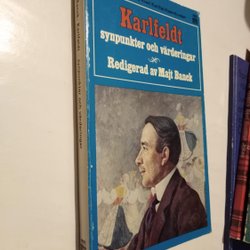 Karlfeldt
synpunkter och värderingar
Redigerad av Majt Banck